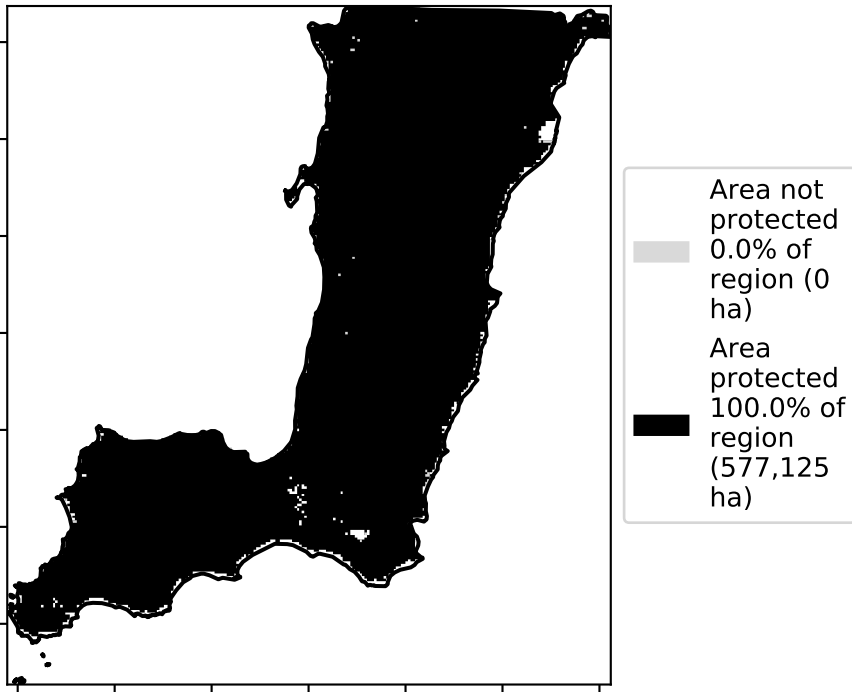 Area not
protected
0.0% of
region (0
ha)
Area
protected
100.0% of
region
(577,125
ha)